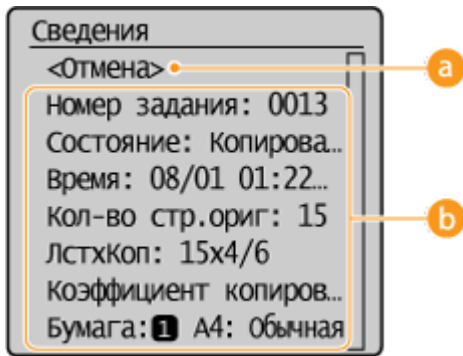 Сведения
<Отмена>
a
Номер задания: 0013
Состояние: Копирова…
Время: 08/01 01:22…
Кол-во стр.ориг: 15
b
ЛстхКоп: 15x4/6
Коэффициент копиров…
Бумага:1 A4: Обычная